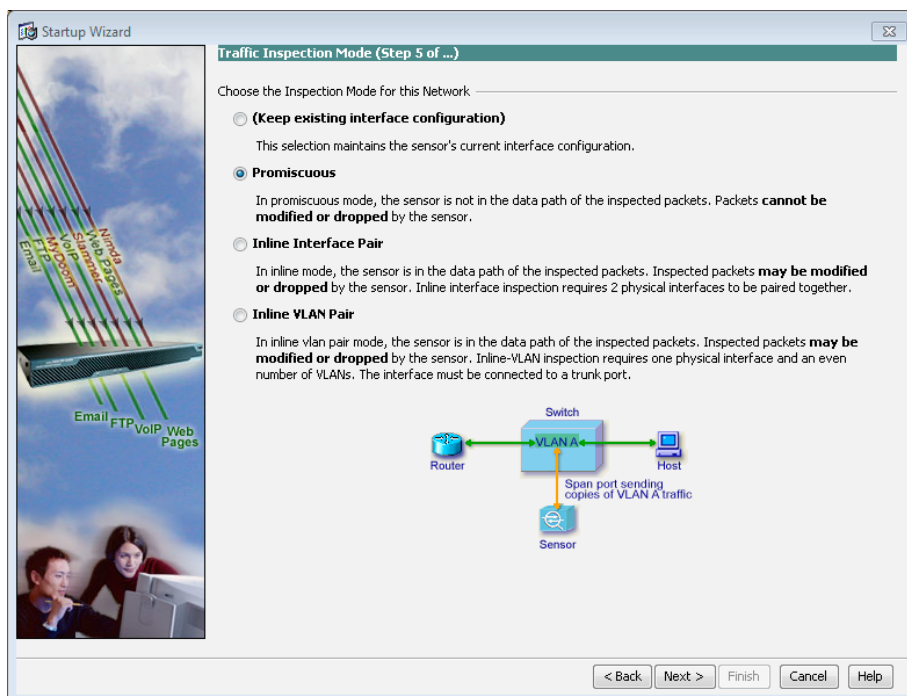 Startup Wizard
Traffic Inspection Mode (Step 5 of ...)
Choose the Inspection Mode for this Network
(Keep existing interface configuration)
This selection maintains the sensor's current interface configuration.
Promiscuous
In promiscuous mode, the sensor is not in the data path of the inspected packets. Packets cannot be
modified or dropped by the sensor.
Inline Interface Pair
In inline mode, the sensor is in the data path of the inspected packets. Inspected packets may be modified
or dropped by the sensor. Inline interface inspection requires 2 physical interfaces to be paired together.
Inline VLAN Pair
In inline vlan pair mode, the sensor is in the data path of the inspected packets. Inspected packets may be
modified or dropped by the sensor. Inline-VLAN inspection requires one physical interface and an even
number of VLANs. The interface must be connected to a trunk port.
Switch
VLAN A
Router
Host
Span port sending
copies of VLAN A traffic
Sensor
Email
FTP
MyDoom
VoIP
Slammer
Web Pages
Nimda
Email
FTP
VoIP
Web
Pages
< Back
Next >
Finish
Cancel
Help